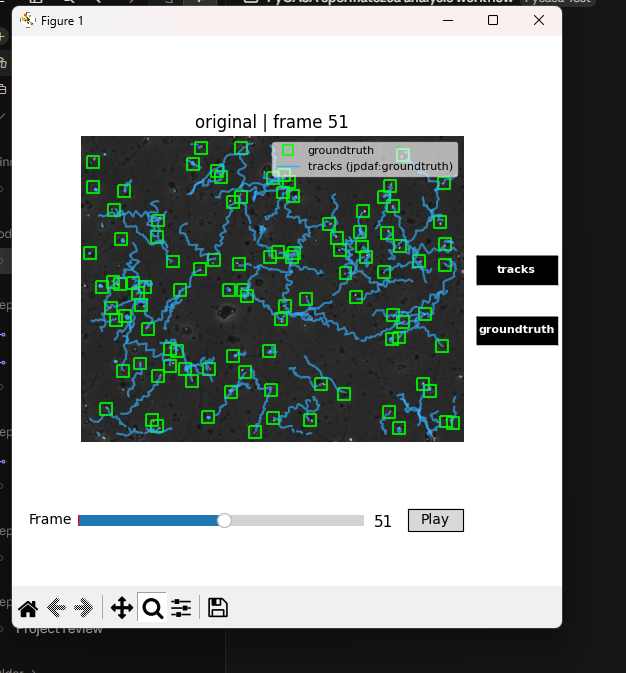 Figure 1
original | frame 51
groundtruth
tracks (jpdaf:groundtruth)
tracks
groundtruth
Frame
51
Play
Project review